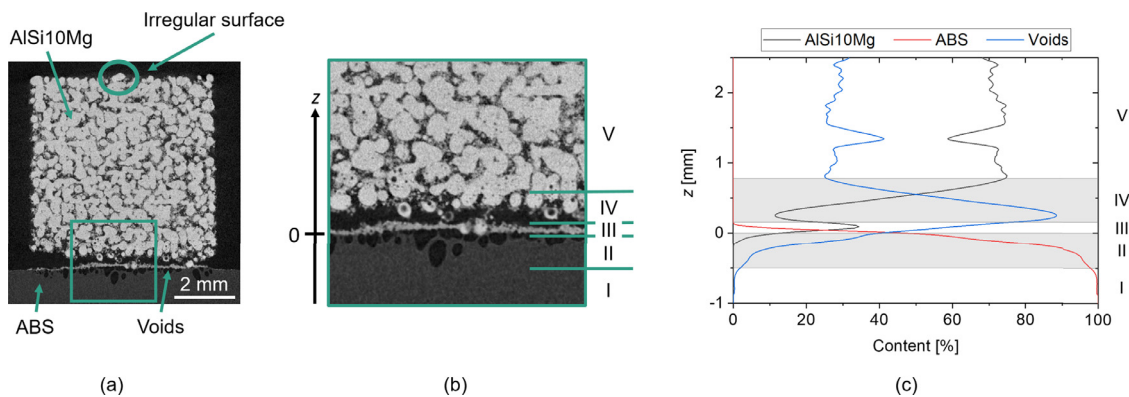 Irregular surface
AlSi10Mg
ABS
Voids
2 mm
(a)
z
0
V
IV
III
II
I
(b)
AlSi10Mg ABS Voids
z [mm]
2
1
0
-1
0 20 40 60 80 100
Content [%]
V
IV
III
II
I
(c)